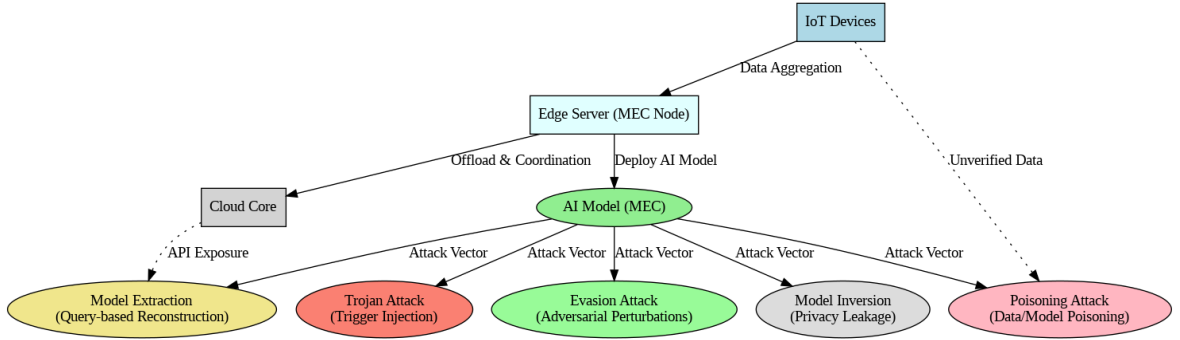 IoT Devices
Data Aggregation
Edge Server (MEC Node)
Offload & Coordination
Deploy AI Model
Unverified Data
Cloud Core
AI Model (MEC)
API Exposure
Attack Vector
Attack Vector
Attack Vector
Attack Vector
Attack Vector
Model Extraction
(Query-based Reconstruction)
Trojan Attack
(Trigger Injection)
Evasion Attack
(Adversarial Perturbations)
Model Inversion
(Privacy Leakage)
Poisoning Attack
(Data/Model Poisoning)